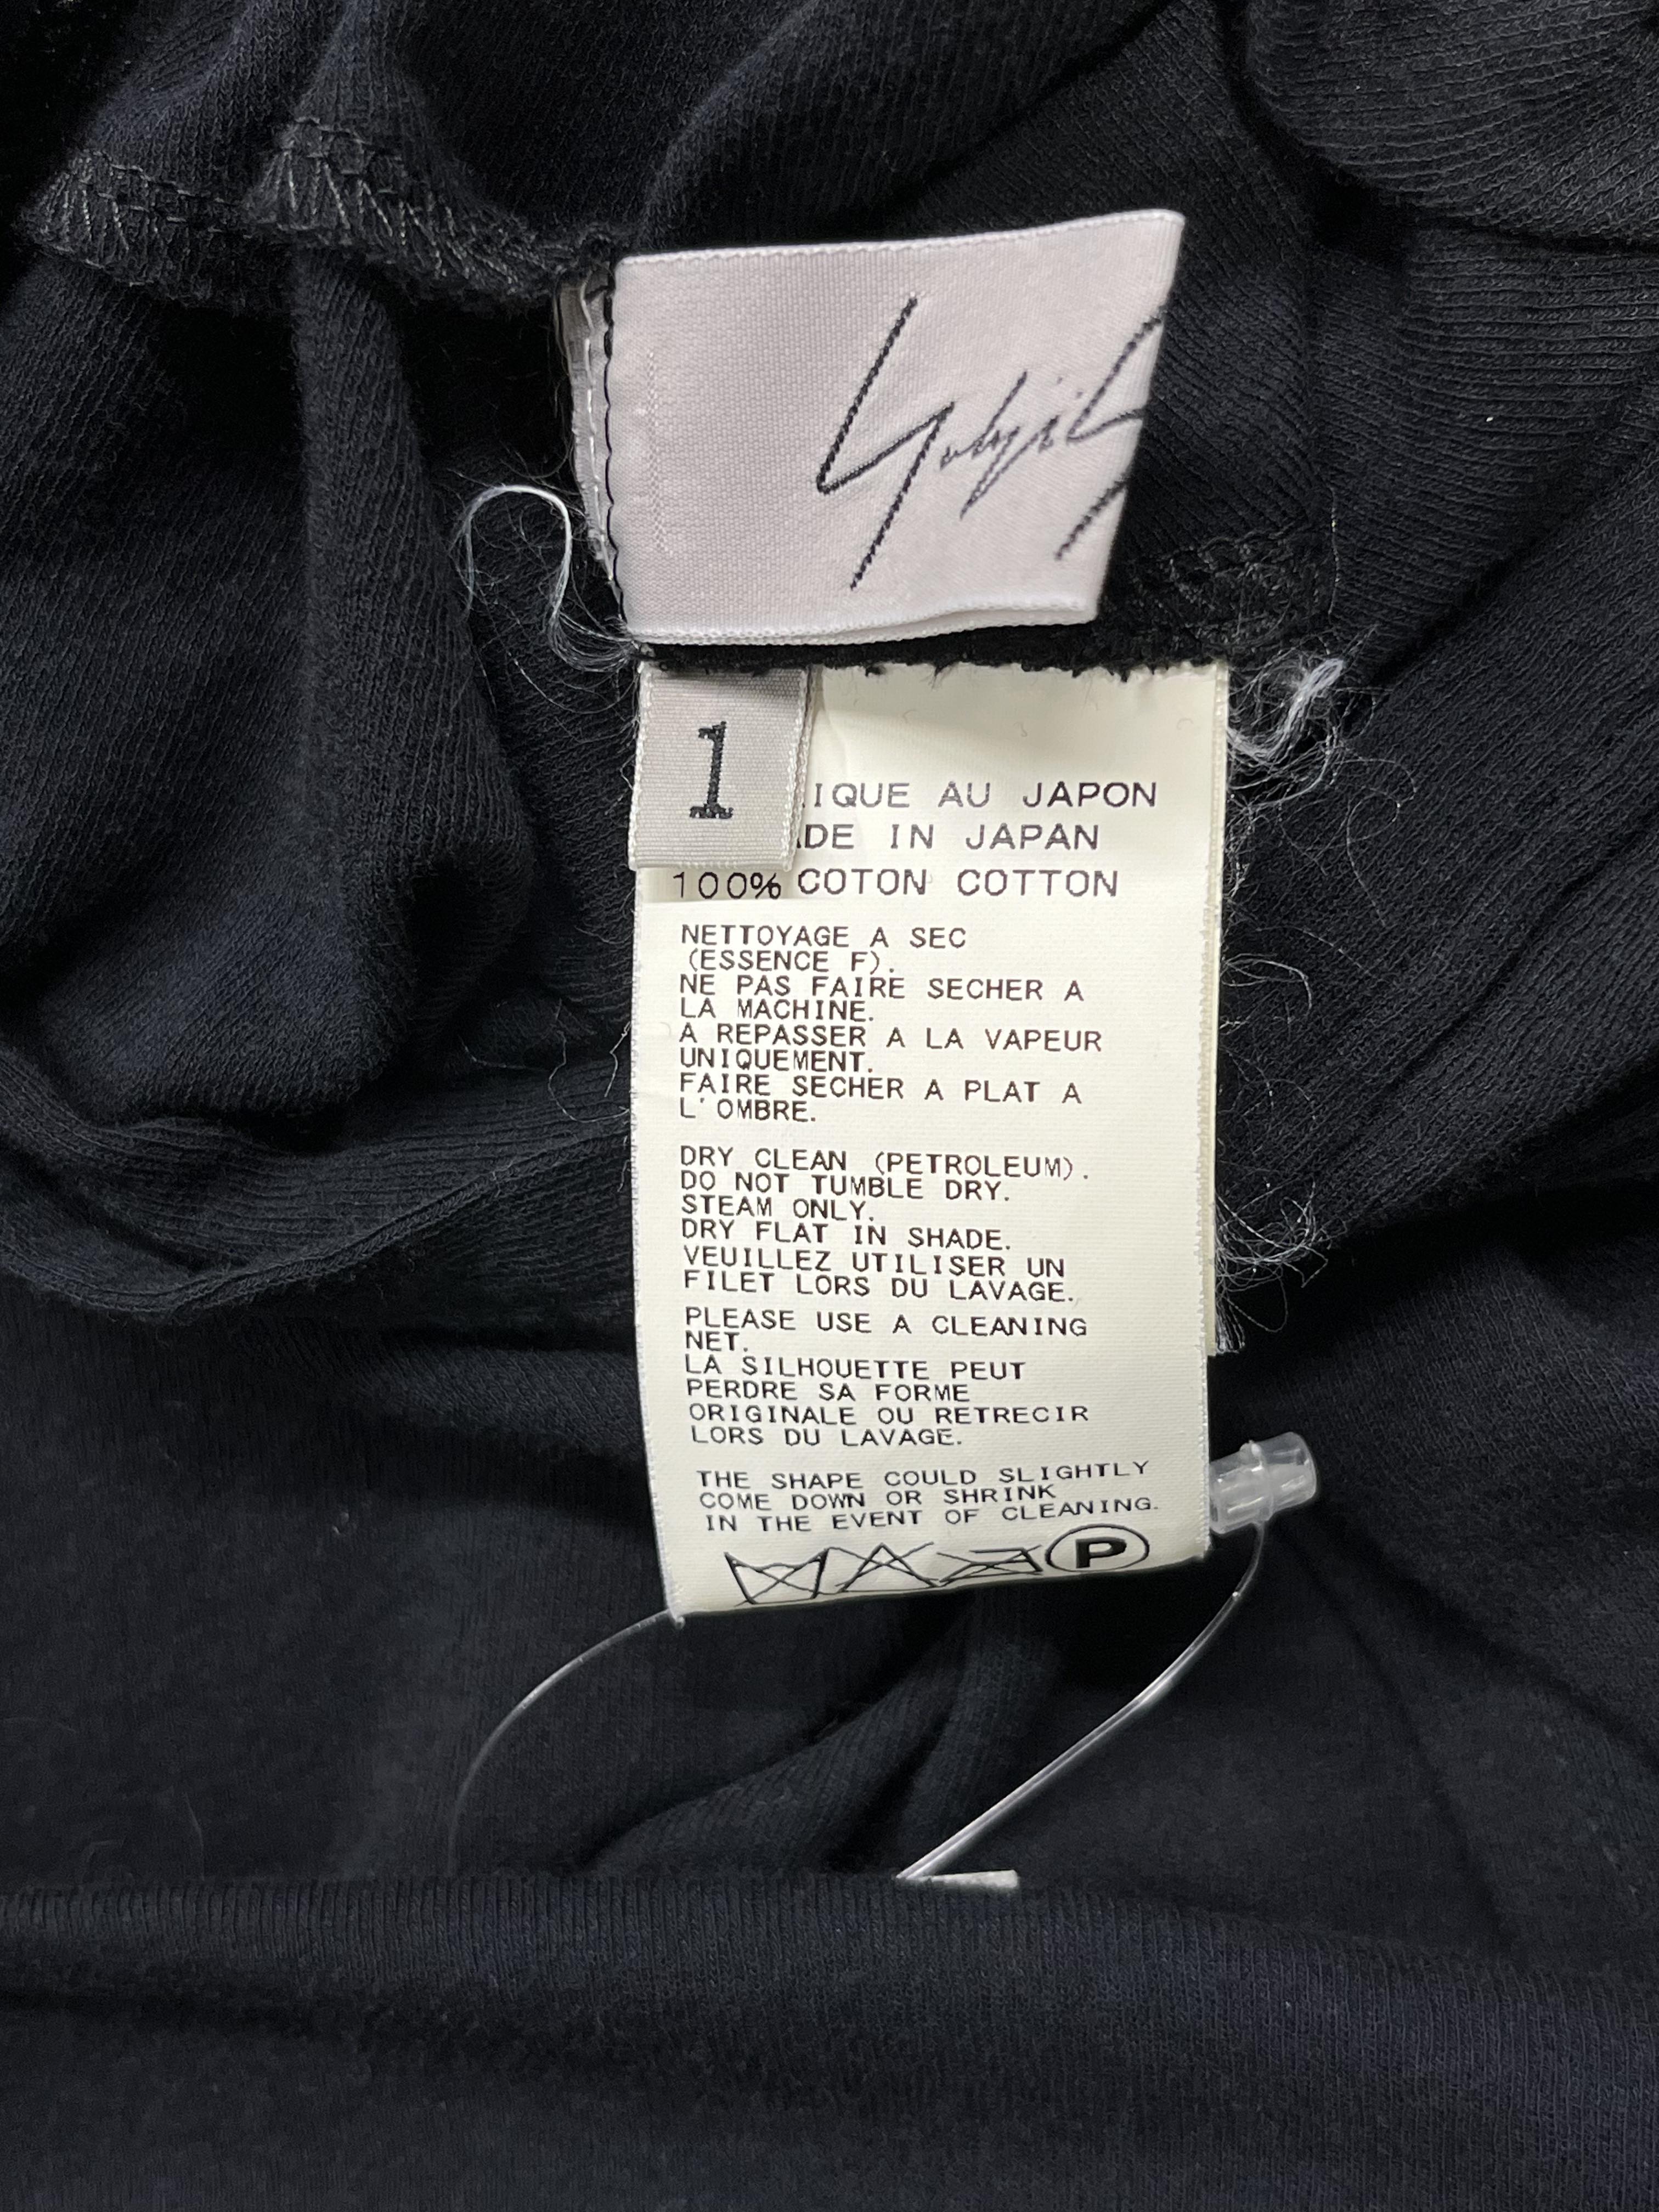 Yohji
1
IQUE AU JAPON
DE IN JAPAN
100% COTON COTTON
NETTOYAGE A SEC
(ESSENCE F).
NE PAS FAIRE SECHER A
LA MACHINE.
A REPASSER A LA VAPEUR
UNIQUEMENT.
FAIRE SECHER A PLAT A
L'OMBRE.
DRY CLEAN (PETROLEUM).
DO NOT TUMBLE DRY.
STEAM ONLY.
DRY FLAT IN SHADE.
VEUILLEZ UTILISER UN
FILET LORS DU LAVAGE.
PLEASE USE A CLEANING
NET.
LA SILHOUETTE PEUT
PERDRE SA FORME
ORIGINALE OU RETRECIR
LORS DU LAVAGE.
THE SHAPE COULD SLIGHTLY
COME DOWN OR SHRINK
IN THE EVENT OF CLEANING.
P